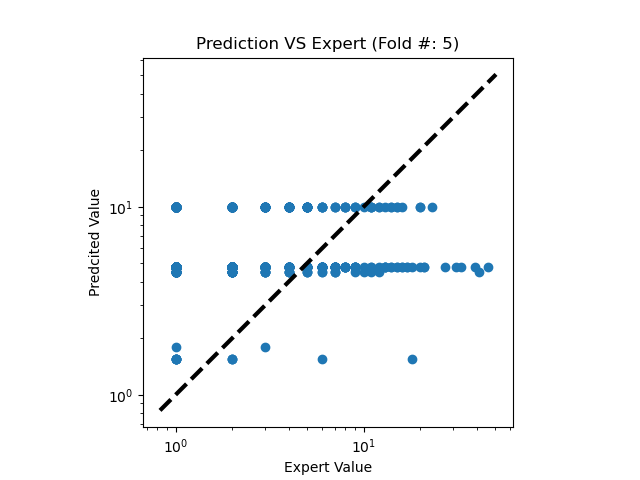 Prediction VS Expert (Fold #: 5)
10¹
10⁰
Predcited Value
10⁰ 10¹
Expert Value